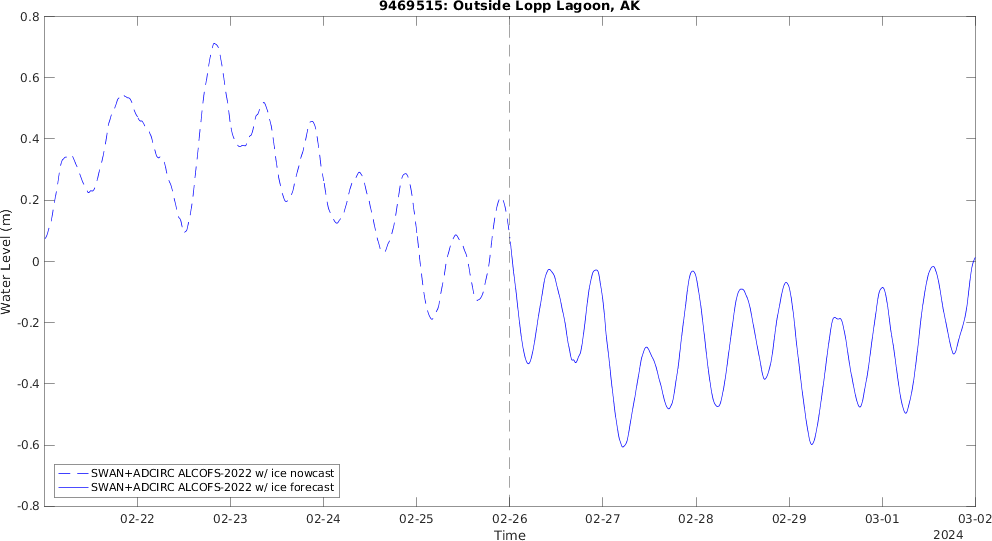 9469515: Outside Lopp Lagoon, AK
0.8
0.6
0.4
0.2
0
-0.2
-0.4
-0.6
-0.8
Water Level (m)
SWAN+ADCIRC ALCOFS-2022 w/ ice nowcast
SWAN+ADCIRC ALCOFS-2022 w/ ice forecast
02-22 02-23 02-24 02-25 02-26 02-27 02-28 02-29 03-01 03-02
Time
2024